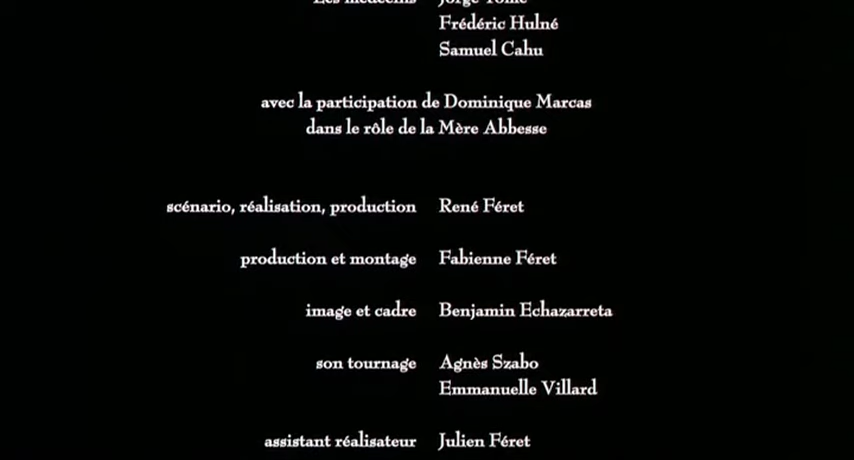 Les médecins Jorge Tomé
Frédéric Hulné
Samuel Cahu
avec la participation de Dominique Marcas
dans le rôle de la Mère Abbesse
scénario, réalisation, production René Féret
production et montage Fabienne Féret
image et cadre Benjamin Echazarreta
son tournage Agnès Szabo
Emmanuelle Villard
assistant réalisateur Julien Féret